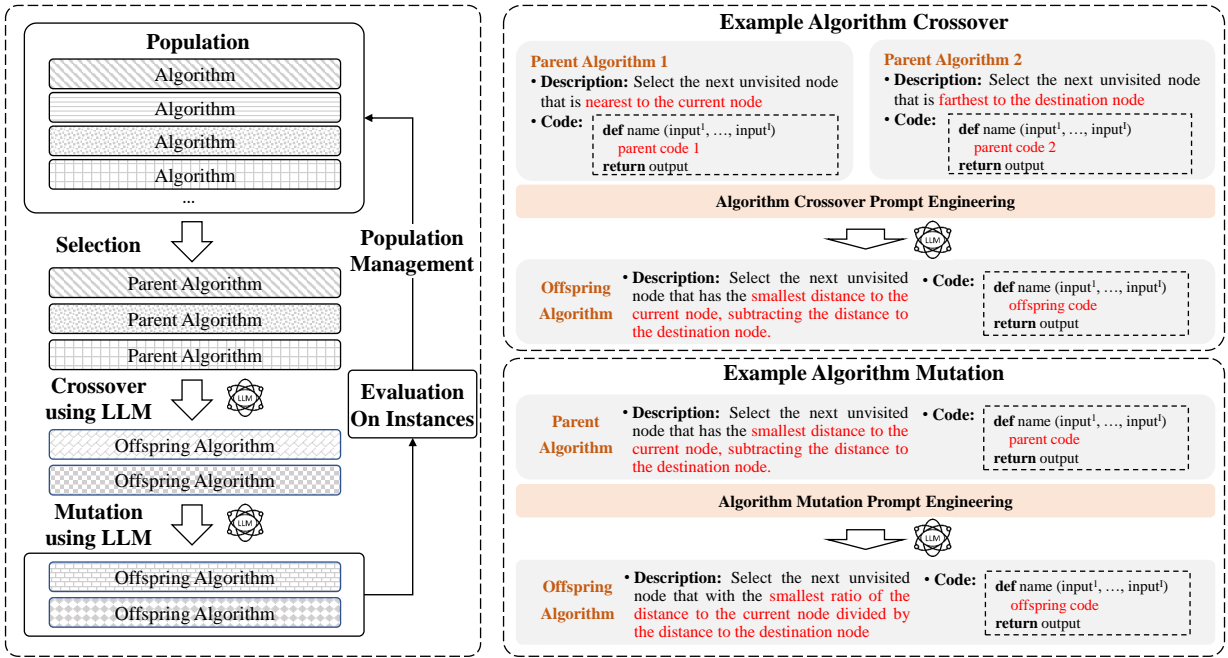 Population
Algorithm
Algorithm
Algorithm
Algorithm
...
Selection
Parent Algorithm
Parent Algorithm
Parent Algorithm
Crossover
using LLM
LLM
Offspring Algorithm
Offspring Algorithm
Mutation
using LLM
LLM
Offspring Algorithm
Offspring Algorithm
Population
Management
Evaluation
On Instances
Example Algorithm Crossover
Parent Algorithm 1
• Description: Select the next unvisited node
that is nearest to the current node
• Code:
def name (input¹, …, inputᴵ)
parent code 1
return output
Parent Algorithm 2
• Description: Select the next unvisited node
that is farthest to the destination node
• Code:
def name (input¹, …, inputᴵ)
parent code 2
return output
Algorithm Crossover Prompt Engineering
LLM
Offspring
Algorithm
• Description: Select the next unvisited
node that has the smallest distance to the
current node, subtracting the distance to
the destination node.
• Code:
def name (input¹, …, inputᴵ)
offspring code
return output
Example Algorithm Mutation
Parent
Algorithm
• Description: Select the next unvisited
node that has the smallest distance to the
current node, subtracting the distance to
the destination node.
• Code:
def name (input¹, …, inputᴵ)
parent code
return output
Algorithm Mutation Prompt Engineering
LLM
Offspring
Algorithm
• Description: Select the next unvisited
node that with the smallest ratio of the
distance to the current node divided by
the distance to the destination node
• Code:
def name (input¹, …, inputᴵ)
offspring code
return output